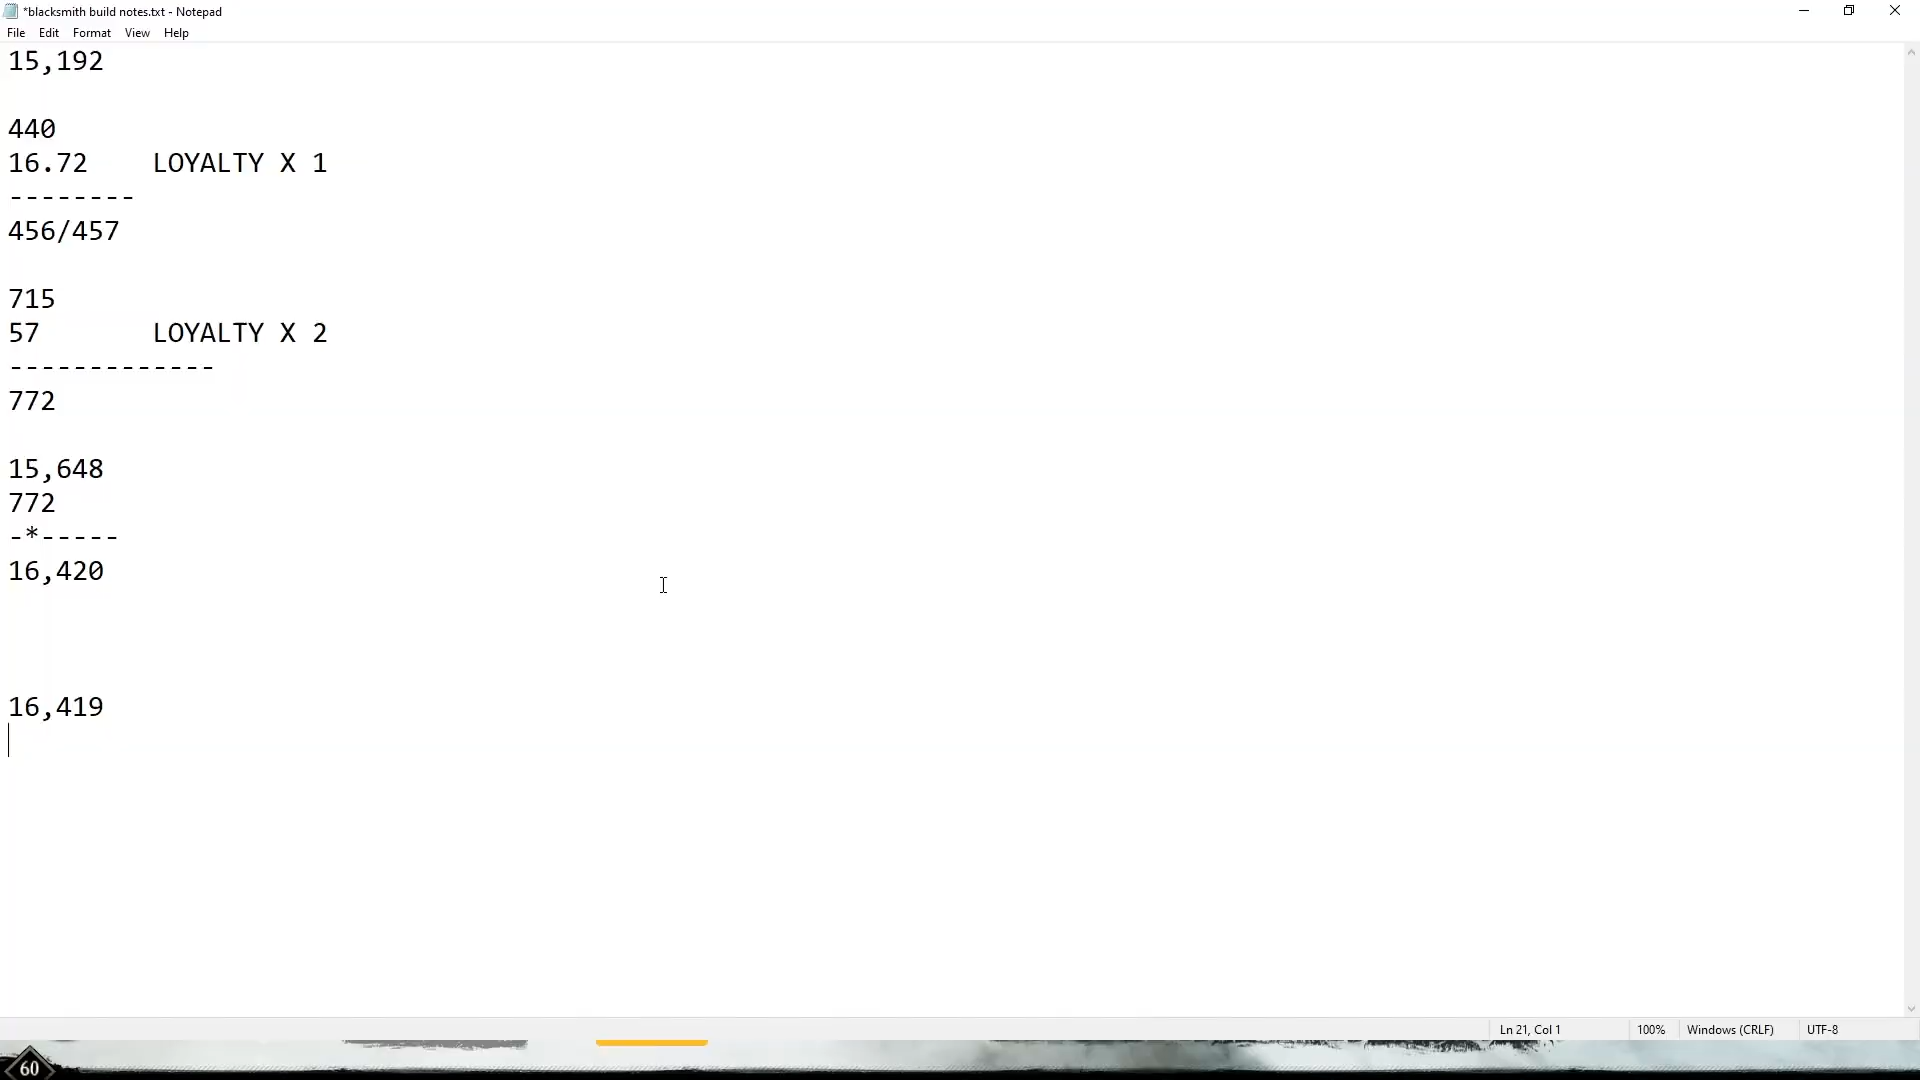 *blacksmith build notes.txt - Notepad
File Edit Format View Help
15,192
440
16.72 LOYALTY X 1
--------
456/457
715
57 LOYALTY X 2
-------------
772
15,648
772
-*-----
16,420
16,419
Ln 21, Col 1 100% Windows (CRLF) UTF-8
60